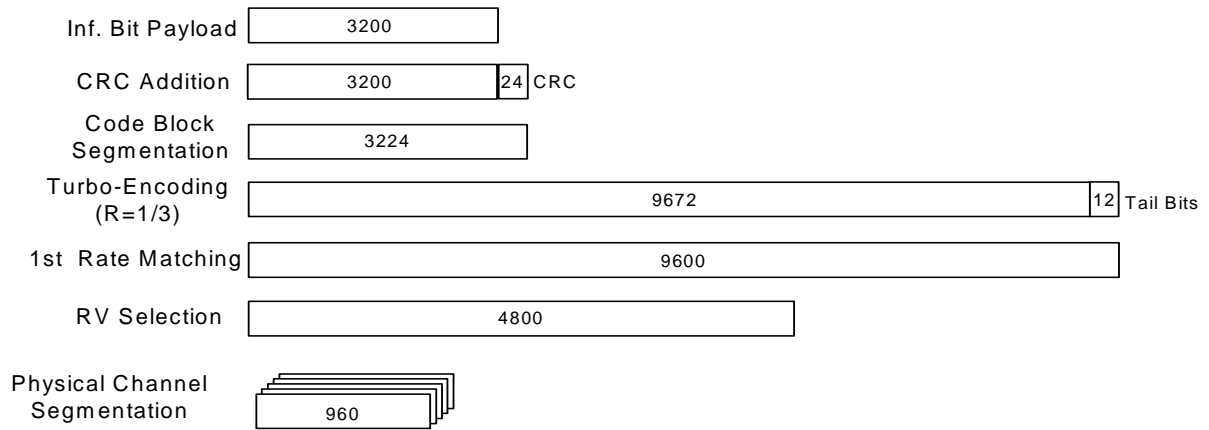 Inf. Bit Payload 3200
CRC Addition 3200 24 CRC
Code Block
Segmentation 3224
Turbo-Encoding
(R=1/3) 9672 12 Tail Bits
1st Rate Matching 9600
RV Selection 4800
Physical Channel
Segmentation 960